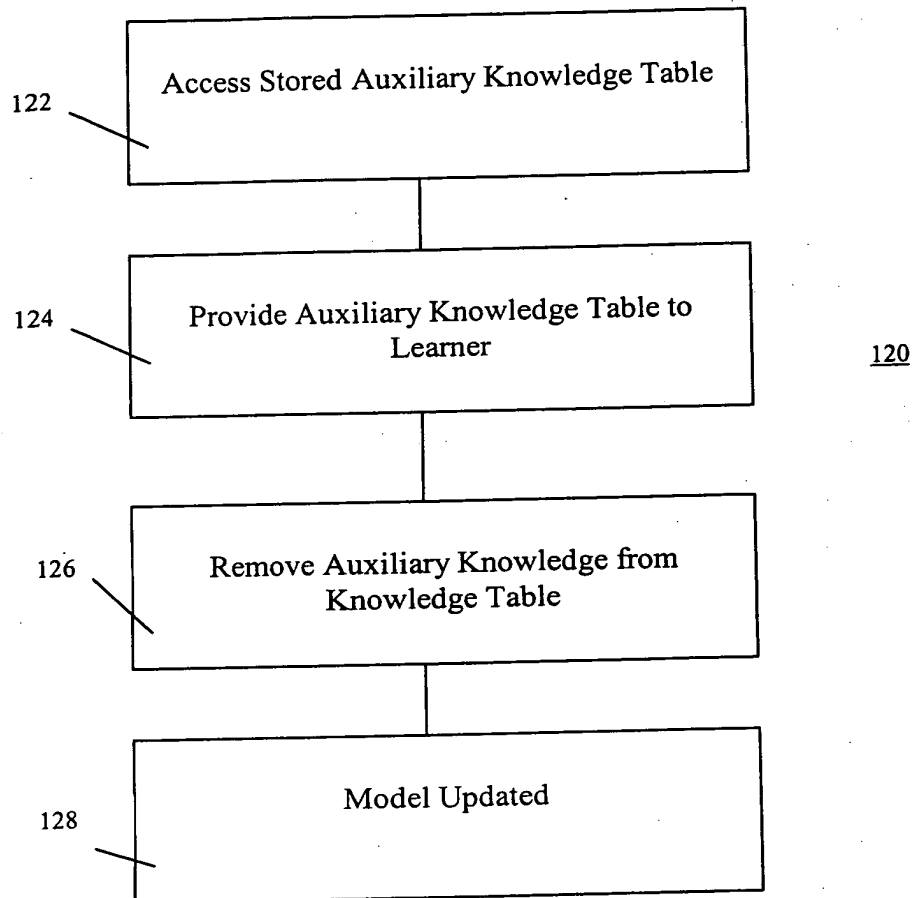 Access Stored Auxiliary Knowledge Table
122
Provide Auxiliary Knowledge Table to
Learner
124
120
Remove Auxiliary Knowledge from
Knowledge Table
126
Model Updated
128